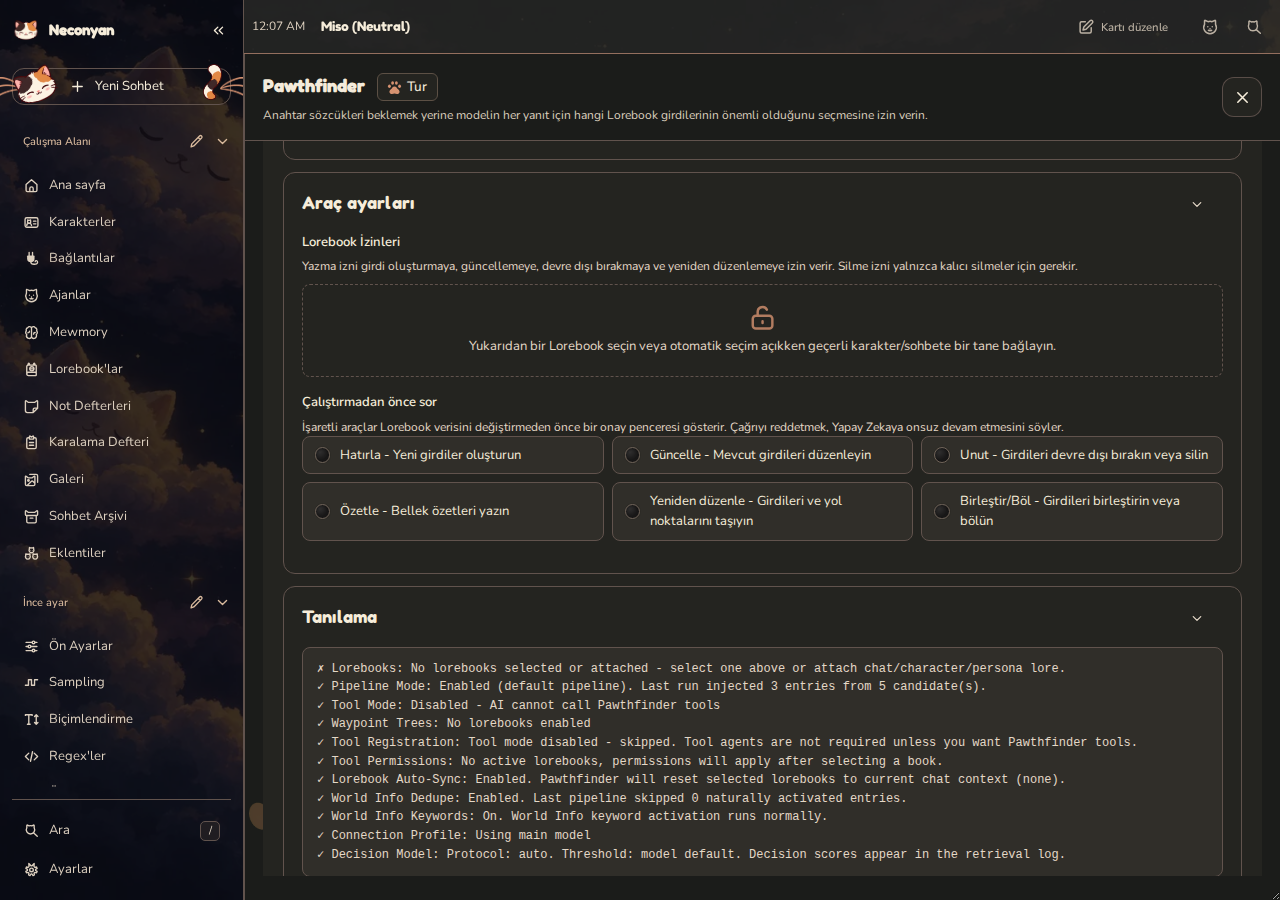 Neconyan
12:07 AM
Miso (Neutral)
Kartı düzenle
Yeni Sohbet
Çalışma Alanı
Ana sayfa
Karakterler
Bağlantılar
Ajanlar
Mewmory
Lorebook'lar
Not Defterleri
Karalama Defteri
Galeri
Sohbet Arşivi
Eklentiler
İnce ayar
Ön Ayarlar
Sampling
Biçimlendirme
Regex'ler
Ara
/
Ayarlar
Pawthfinder
Tur
Anahtar sözcükleri beklemek yerine modelin her yanıt için hangi Lorebook girdilerinin önemli olduğunu seçmesine izin verin.
Araç ayarları
Lorebook İzinleri
Yazma izni girdi oluşturmaya, güncellemeye, devre dışı bırakmaya ve yeniden düzenlemeye izin verir. Silme izni yalnızca kalıcı silmeler için gerekir.
Yukarıdan bir Lorebook seçin veya otomatik seçim açıkken geçerli karakter/sohbete bir tane bağlayın.
Çalıştırmadan önce sor
İşaretli araçlar Lorebook verisini değiştirmeden önce bir onay penceresi gösterir. Çağrıyı reddetmek, Yapay Zekaya onsuz devam etmesini söyler.
Hatırla - Yeni girdiler oluşturun
Güncelle - Mevcut girdileri düzenleyin
Unut - Girdileri devre dışı bırakın veya silin
Özetle - Bellek özetleri yazın
Yeniden düzenle - Girdileri ve yol
noktalarını taşıyın
Birleştir/Böl - Girdileri birleştirin veya
bölün
Tanılama
✗ Lorebooks: No lorebooks selected or attached - select one above or attach chat/character/persona lore.
✓ Pipeline Mode: Enabled (default pipeline). Last run injected 3 entries from 5 candidate(s).
✓ Tool Mode: Disabled - AI cannot call Pawthfinder tools
✓ Waypoint Trees: No lorebooks enabled
✓ Tool Registration: Tool mode disabled - skipped. Tool agents are not required unless you want Pawthfinder tools.
✓ Tool Permissions: No active lorebooks, permissions will apply after selecting a book.
✓ Lorebook Auto-Sync: Enabled. Pawthfinder will reset selected lorebooks to current chat context (none).
✓ World Info Dedupe: Enabled. Last pipeline skipped 0 naturally activated entries.
✓ World Info Keywords: On. World Info keyword activation runs normally.
✓ Connection Profile: Using main model
✓ Decision Model: Protocol: auto. Threshold: model default. Decision scores appear in the retrieval log.